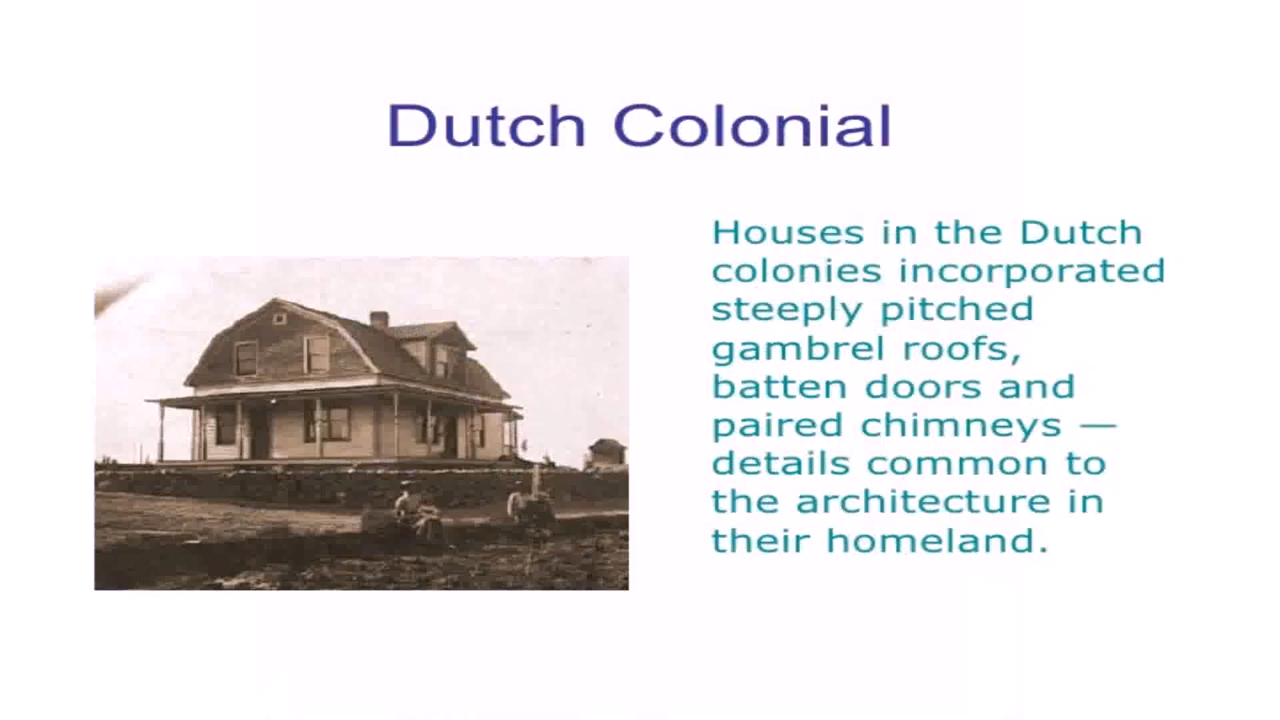 Dutch Colonial
Houses in the Dutch
colonies incorporated
steeply pitched
gambrel roofs,
batten doors and
paired chimneys —
details common to
the architecture in
their homeland.